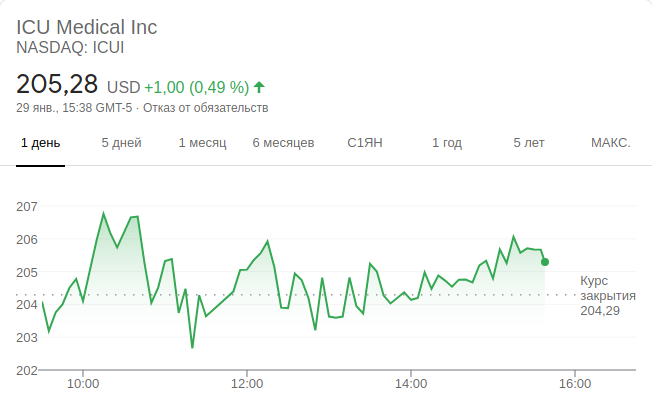 ICU Medical Inc
NASDAQ: ICUI
205,28 USD +1,00 (0,49 %)
29 янв., 15:38 GMT-5 · Отказ от обязательств
1 день 5 дней 1 месяц 6 месяцев С1ЯН 1 год 5 лет МАКС.
207
206
205
204
203
202
Курс
закрытия
204,29
10:00 12:00 14:00 16:00